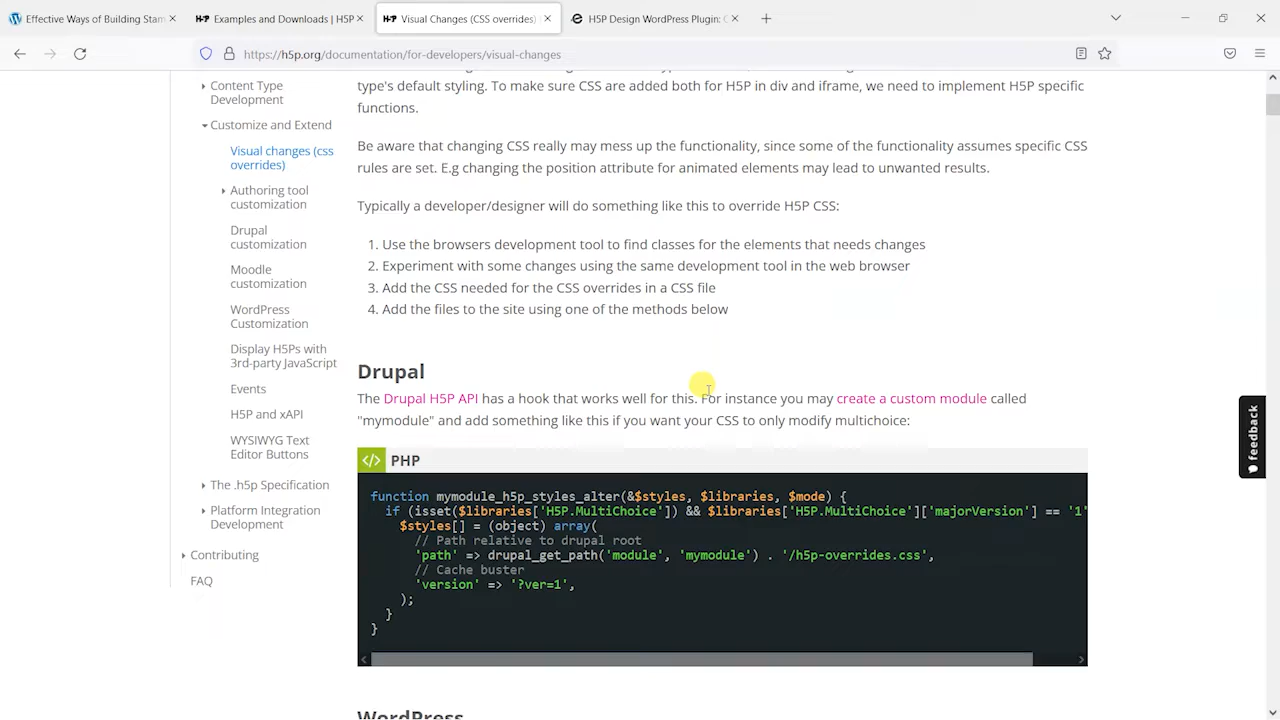 Effective Ways of Building Stam
Examples and Downloads | H5P
Visual Changes (CSS overrides)
H5P Design WordPress Plugin: C
https://h5p.org/documentation/for-developers/visual-changes
Content Type
Development
Customize and Extend
Visual changes (css
overrides)
Authoring tool
customization
Drupal
customization
Moodle
customization
WordPress
Customization
Display H5Ps with
3rd-party JavaScript
Events
H5P and xAPI
WYSIWYG Text
Editor Buttons
The .h5p Specification
Platform Integration
Development
Contributing
FAQ
type's default styling. To make sure CSS are added both for H5P in div and iframe, we need to implement H5P specific
functions.
Be aware that changing CSS really may mess up the functionality, since some of the functionality assumes specific CSS
rules are set. E.g changing the position attribute for animated elements may lead to unwanted results.
Typically a developer/designer will do something like this to override H5P CSS:
1. Use the browsers development tool to find classes for the elements that needs changes
2. Experiment with some changes using the same development tool in the web browser
3. Add the CSS needed for the CSS overrides in a CSS file
4. Add the files to the site using one of the methods below
Drupal
The Drupal H5P API has a hook that works well for this. For instance you may create a custom module called
"mymodule" and add something like this if you want your CSS to only modify multichoice:
</> PHP
function mymodule_h5p_styles_alter(&$styles, $libraries, $mode) {
if (isset($libraries['H5P.MultiChoice']) && $libraries['H5P.MultiChoice']['majorVersion'] == '1'
$styles[] = (object) array(
// Path relative to drupal root
'path' => drupal_get_path('module', 'mymodule') . '/h5p-overrides.css',
// Cache buster
'version' => '?ver=1',
);
}
}
WordPress
feedback